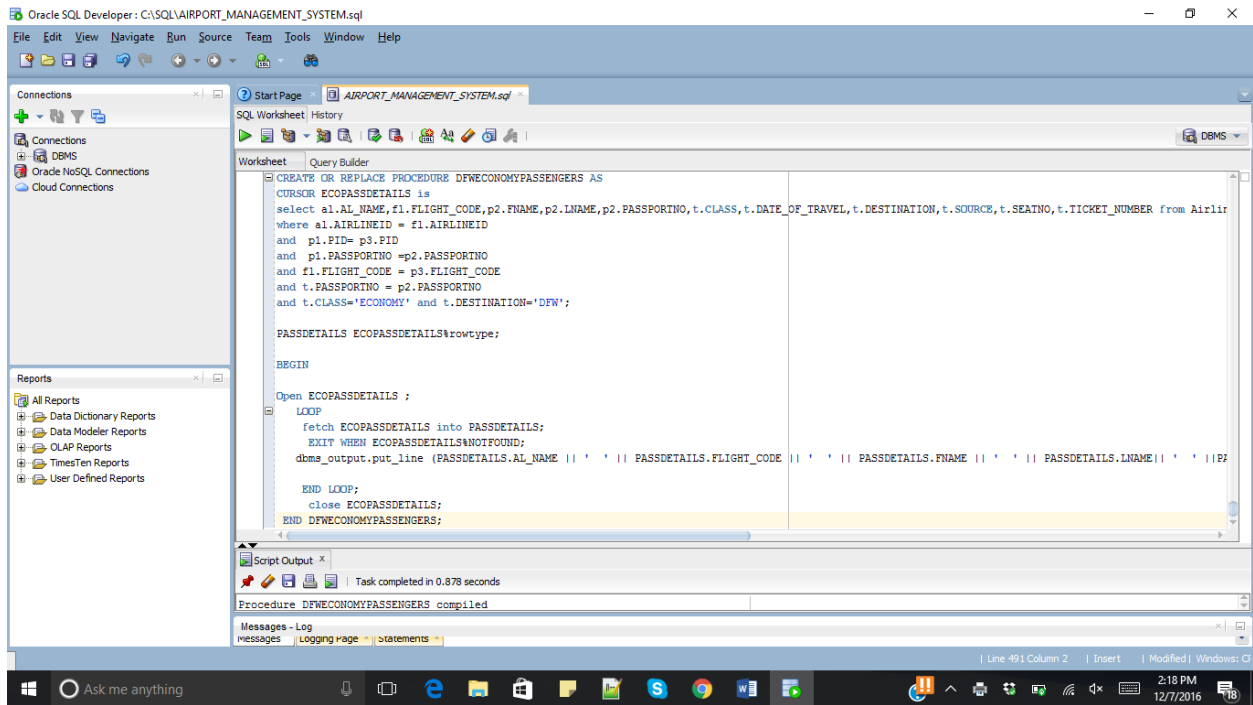 Oracle SQL Developer : C:\SQL\AIRPORT_MANAGEMENT_SYSTEM.sql
File Edit View Navigate Run Source Team Tools Window Help
Connections
Start Page
AIRPORT_MANAGEMENT_SYSTEM.sql
SQL Worksheet History
DBMS
Connections
DBMS
Oracle NoSQL Connections
Cloud Connections
Worksheet Query Builder
CREATE OR REPLACE PROCEDURE DFWECONOMYPASSENGERS AS
CURSOR ECOPASSDETAILS is
select a1.AL_NAME,f1.FLIGHT_CODE,p2.FNAME,p2.LNAME,p2.PASSPORTNO,t.CLASS,t.DATE_OF_TRAVEL,t.DESTINATION,t.SOURCE,t.SEATNO,t.TICKET_NUMBER from Airlin
where a1.AIRLINEID = f1.AIRLINEID
and p1.PID= p3.PID
and p1.PASSPORTNO =p2.PASSPORTNO
and f1.FLIGHT_CODE = p3.FLIGHT_CODE
and t.PASSPORTNO = p2.PASSPORTNO
and t.CLASS='ECONOMY' and t.DESTINATION='DFW';
PASSDETAILS ECOPASSDETAILS%rowtype;
BEGIN
Open ECOPASSDETAILS ;
LOOP
fetch ECOPASSDETAILS into PASSDETAILS;
EXIT WHEN ECOPASSDETAILS%NOTFOUND;
dbms_output.put_line (PASSDETAILS.AL_NAME || ' ' || PASSDETAILS.FLIGHT_CODE || ' ' || PASSDETAILS.FNAME || ' ' || PASSDETAILS.LNAME|| ' ' ||PA
END LOOP;
close ECOPASSDETAILS;
END DFWECONOMYPASSENGERS;
Reports
All Reports
Data Dictionary Reports
Data Modeler Reports
OLAP Reports
TimesTen Reports
User Defined Reports
Script Output
Task completed in 0.878 seconds
Procedure DFWECONOMYPASSENGERS compiled
Messages - Log
Messages Logging Page Statements
Line 491 Column 2 | Insert | Modified | Windows: C
Ask me anything
2:18 PM
12/7/2016
18